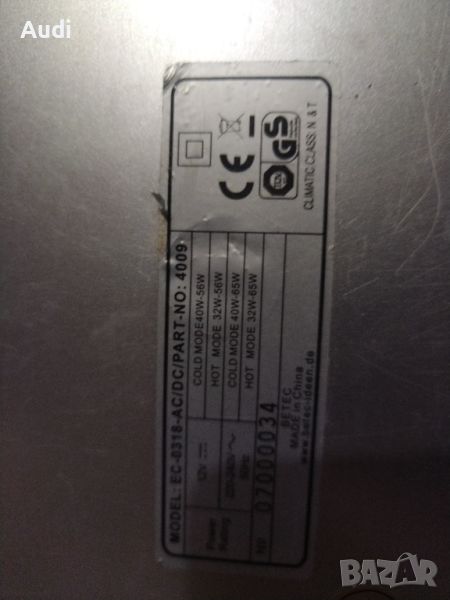 Audi
MODEL: EC-0318-AC/DC/PART-NO: 4009
Power Rating
12V
COLD MODE40W-56W
HOT MODE 32W-56W
220-240V~
50Hz
COLD MODE 40W-65W
HOT MODE 32W-65W
07000034
BETEC
MADE in China
www.betec-ideen.de
CE
GS
CLIMATIC CLASS: N & T
BAZAR